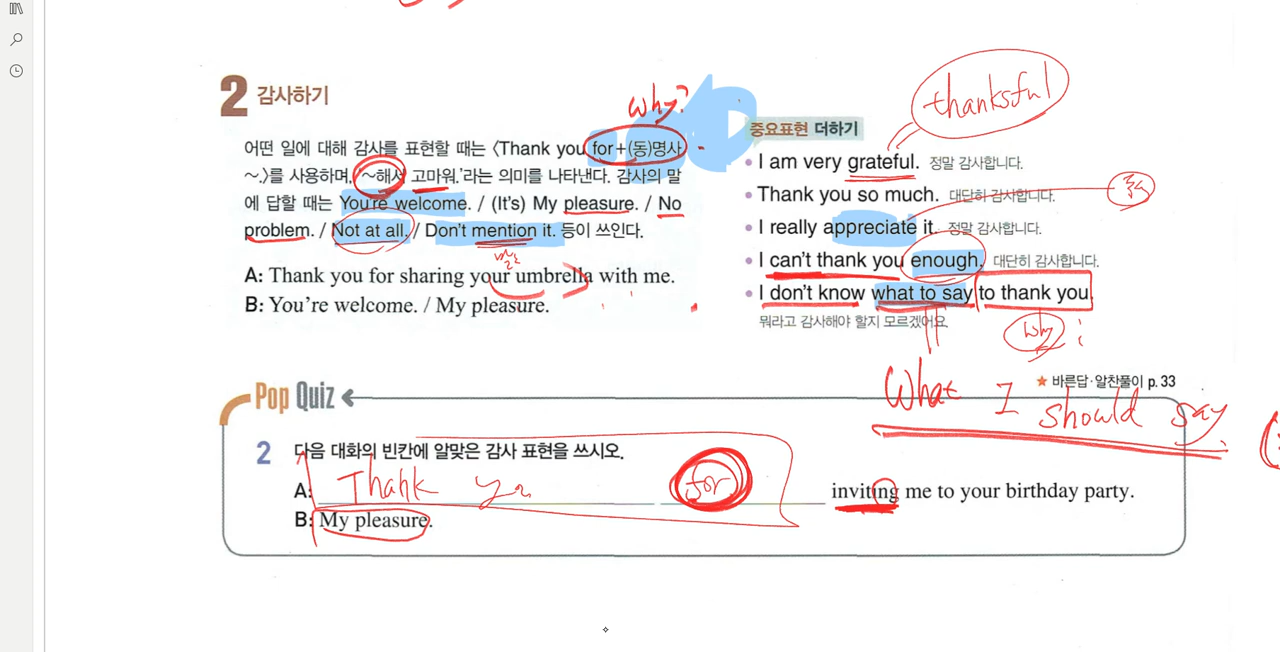 2 감사하기
why?
어떤 일에 대해 감사를 표현할 때는 〈Thank you for+(동)명사
~.〉를 사용하며, '~해서 고마워.'라는 의미를 나타낸다. 감사의 말
에 답할 때는 You're welcome. / (It's) My pleasure. / No
problem. / Not at all. / Don't mention it. 등이 쓰인다.
A: Thank you for sharing your umbrella with me.
B: You're welcome. / My pleasure.
thanksful
중요표현 더하기
• I am very grateful. 정말 감사합니다.
• Thank you so much. 대단히 감사합니다.
• I really appreciate it. 정말 감사합니다.
• I can't thank you enough. 대단히 감사합니다.
• I don't know what to say to thank you.
뭐라고 감사해야 할지 모르겠어요.
why
What I should say
★ 바른답·알찬풀이 p.33
Pop Quiz
2 다음 대화의 빈칸에 알맞은 감사 표현을 쓰시오.
A: Thank you for inviting me to your birthday party.
B: My pleasure.